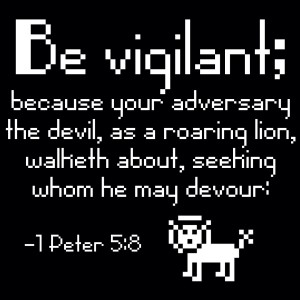 Be vigilant;
because your adversary
the devil, as a roaring lion,
walketh about, seeking
whom he may devour:
-1 Peter 5:8